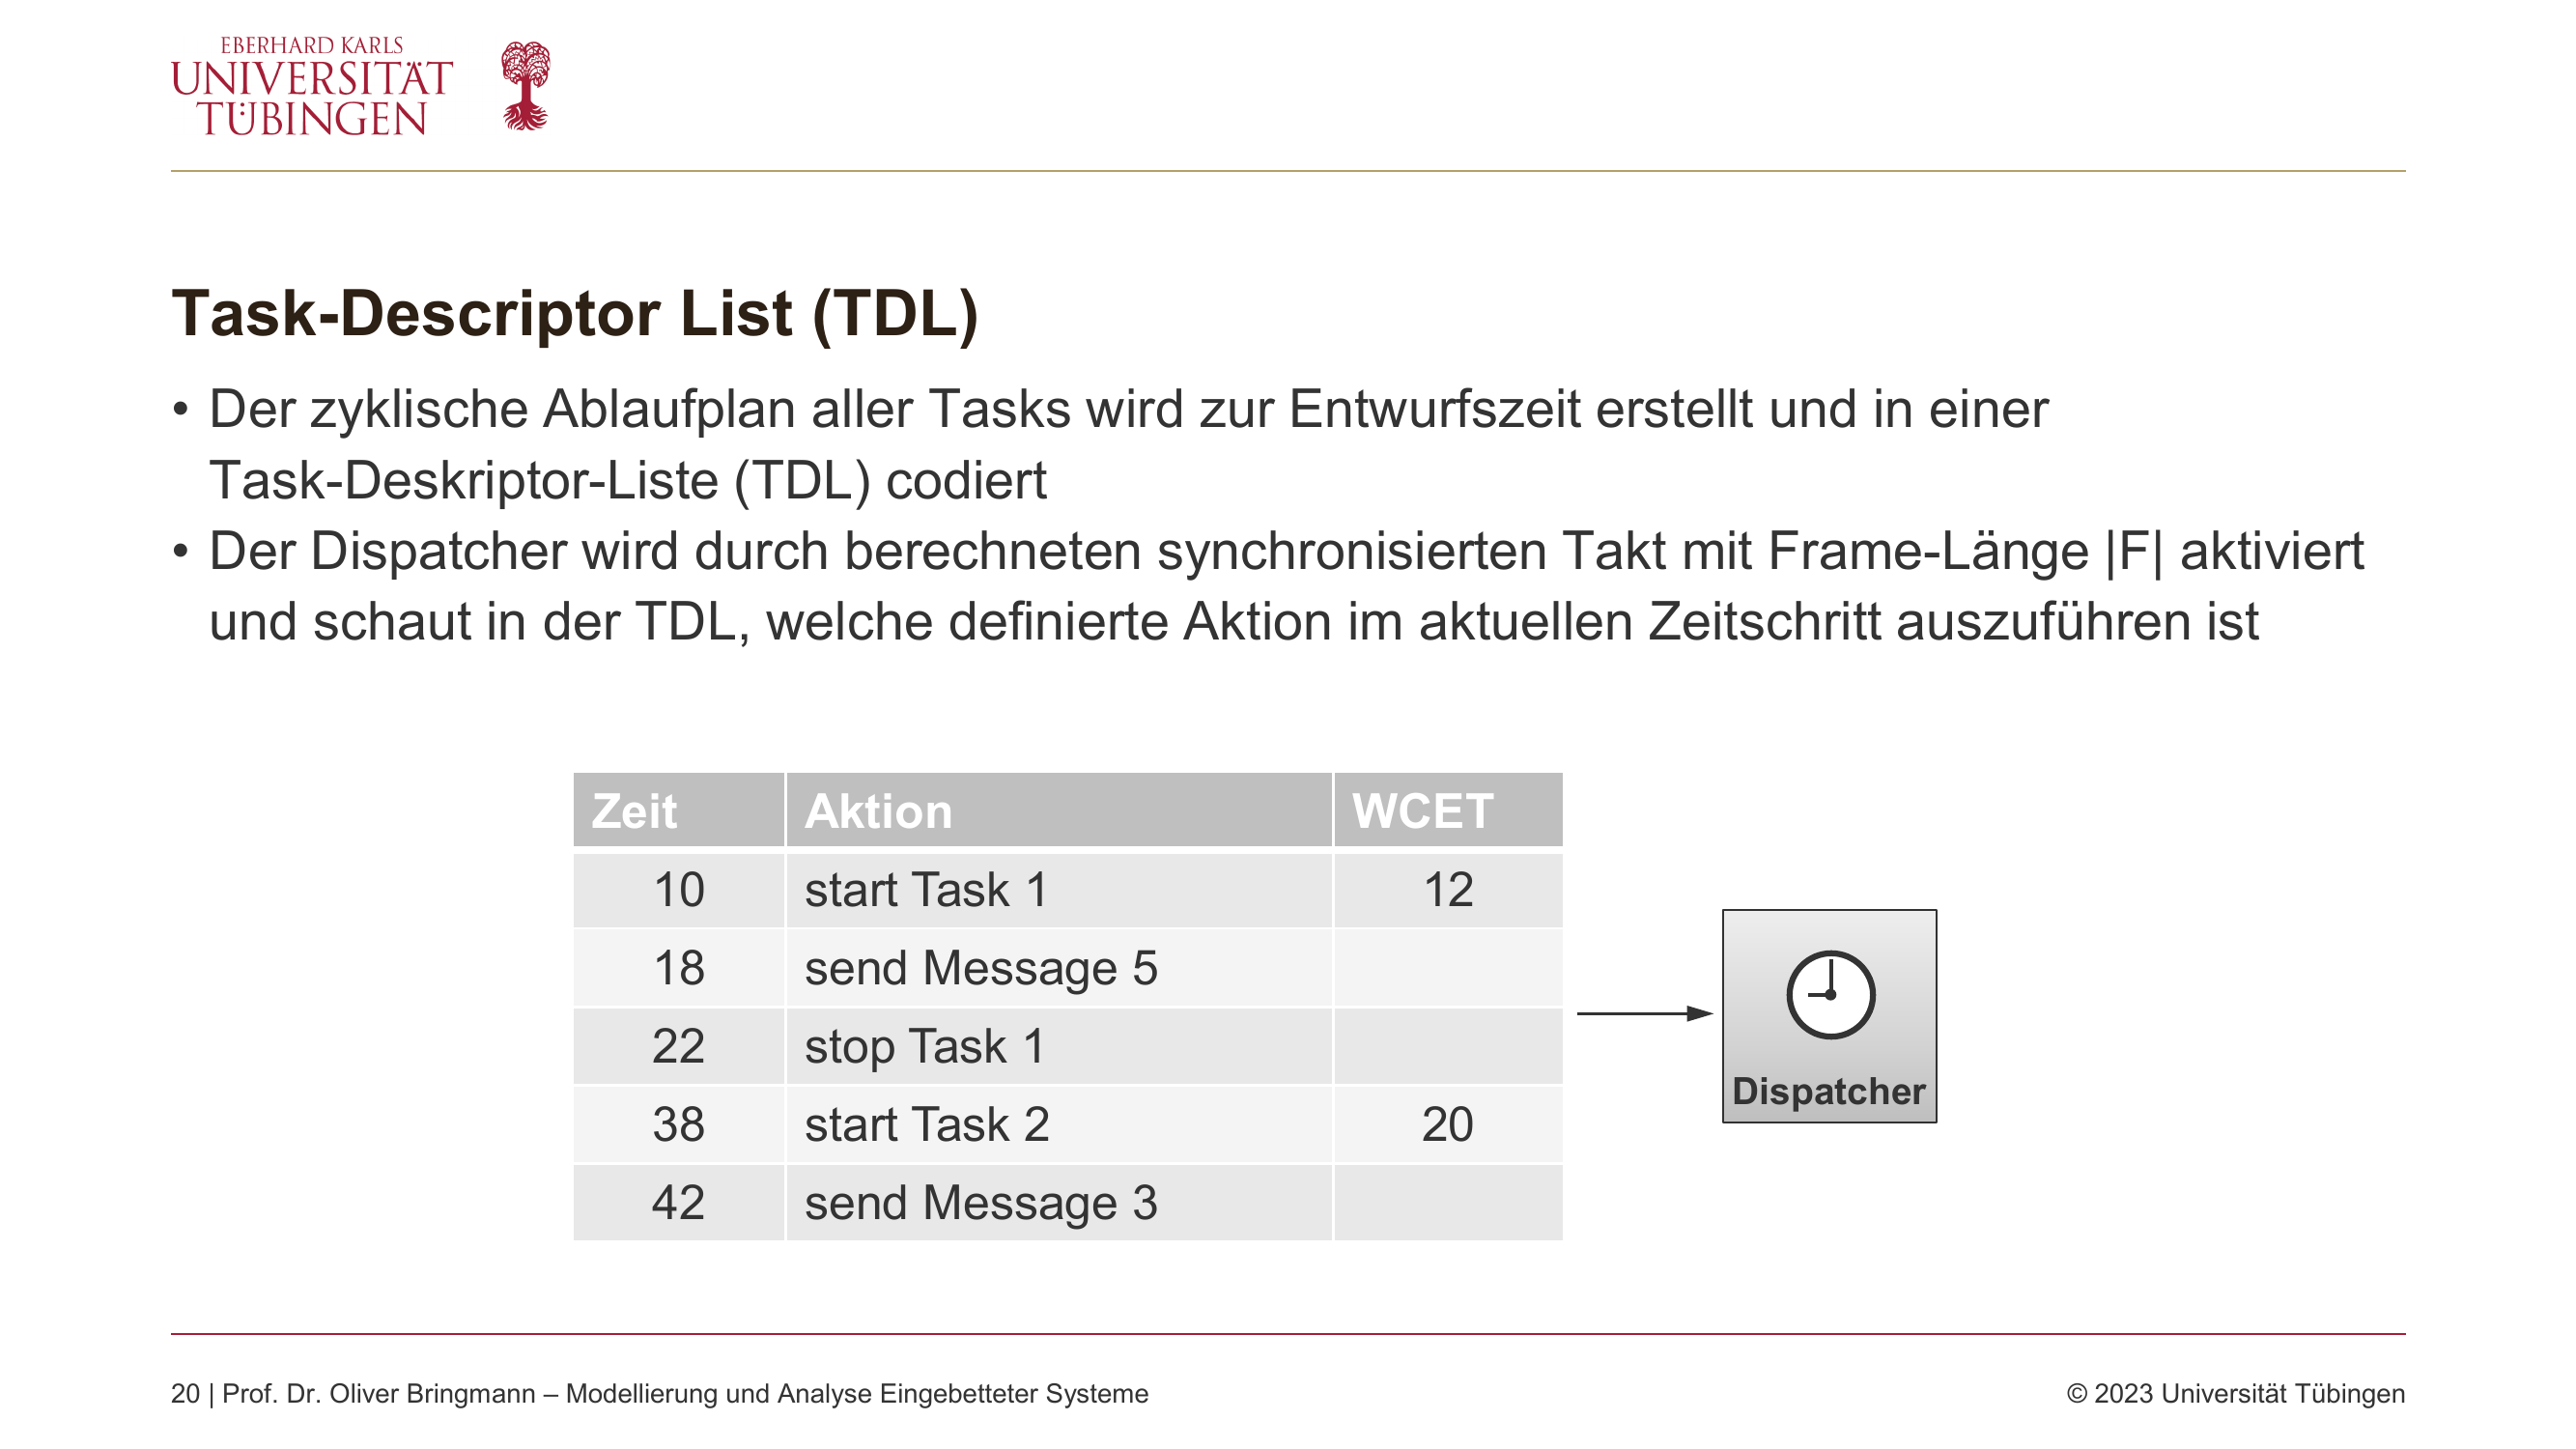 EBERHARD KARLS
UNIVERSITÄT
TÜBINGEN
Task-Descriptor List (TDL)
• Der zyklische Ablaufplan aller Tasks wird zur Entwurfszeit erstellt und in einer
Task-Deskriptor-Liste (TDL) codiert
• Der Dispatcher wird durch berechneten synchronisierten Takt mit Frame-Länge |F| aktiviert
und schaut in der TDL, welche definierte Aktion im aktuellen Zeitschritt auszuführen ist
Zeit Aktion WCET
10 start Task 1 12
18 send Message 5
22 stop Task 1
38 start Task 2 20
42 send Message 3
Dispatcher
20 | Prof. Dr. Oliver Bringmann – Modellierung und Analyse Eingebetteter Systeme
© 2023 Universität Tübingen